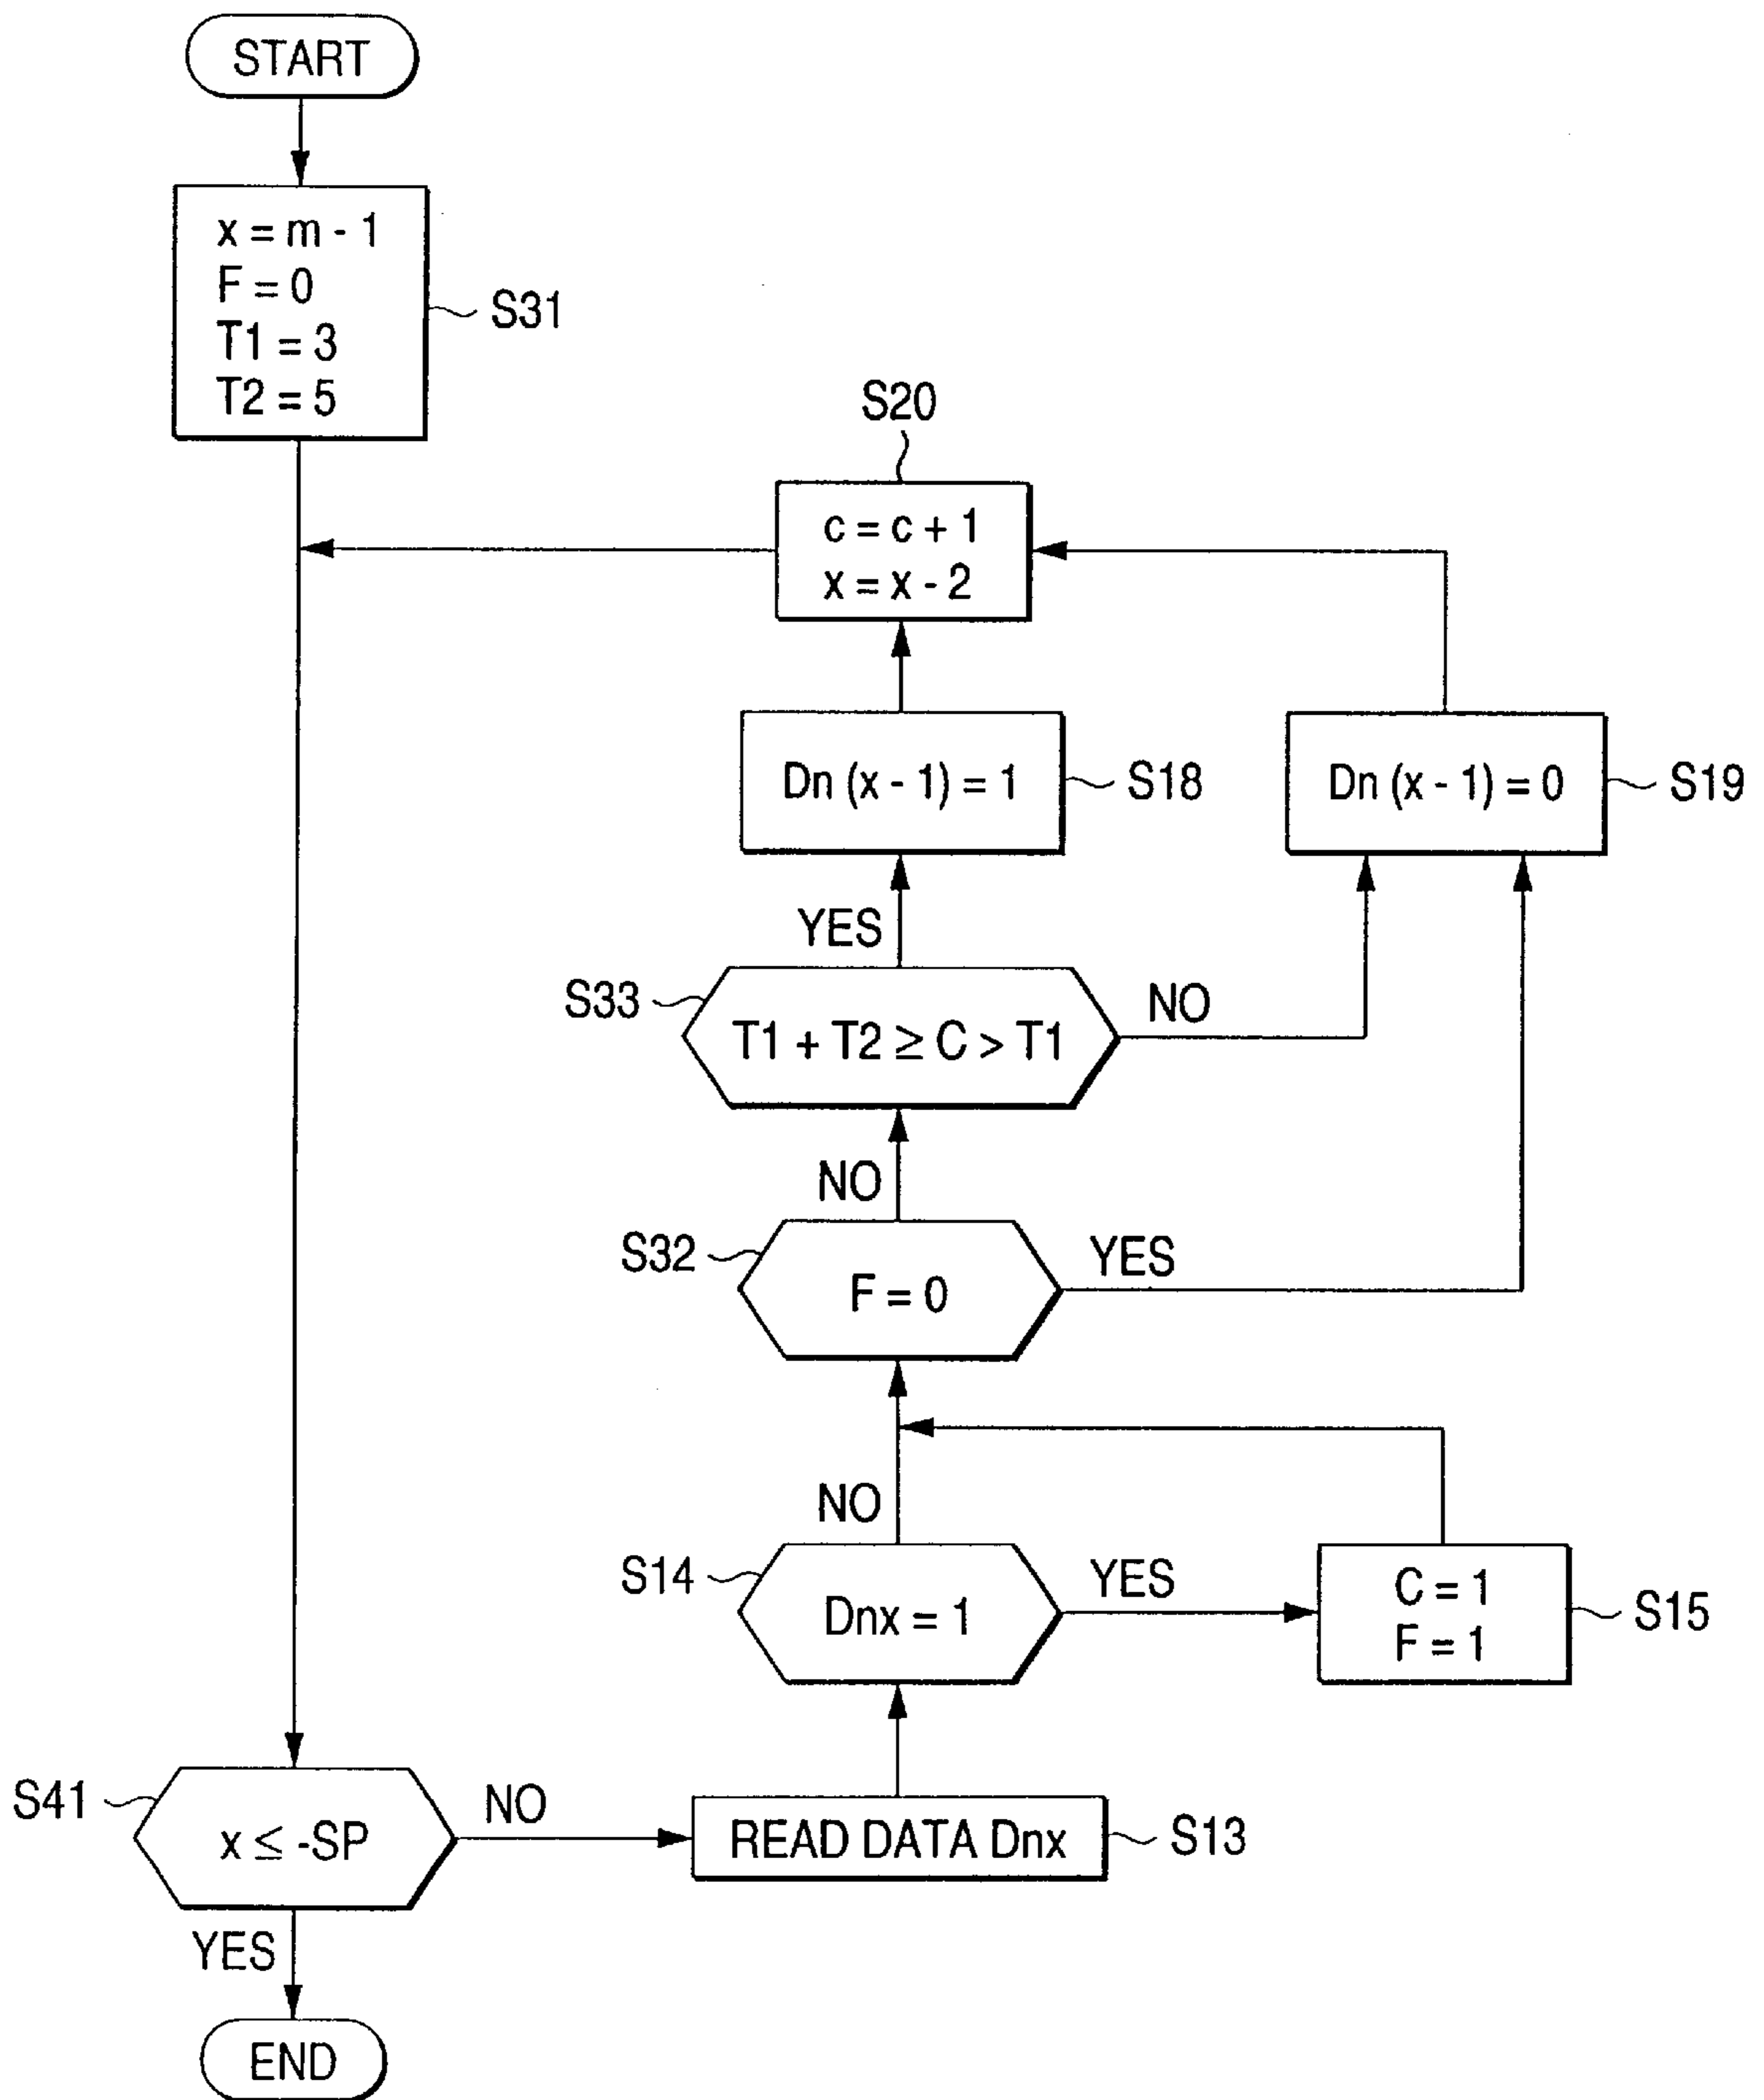 START
x = m - 1
F = 0
T1 = 3
T2 = 5
S31
S20
c = c + 1
x = x - 2
Dn (x - 1) = 1
S18
Dn (x - 1) = 0
S19
YES
S33
T1 + T2 ≥ C > T1
NO
NO
S32
F = 0
YES
NO
S14
Dnx = 1
YES
C = 1
F = 1
S15
S41
x ≤ -SP
NO
READ DATA Dnx
S13
YES
END